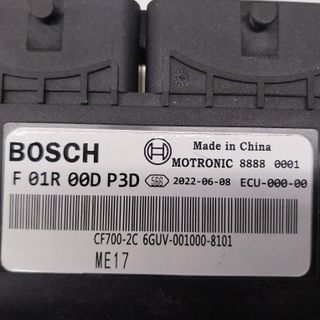 BOSCH
Made in China
MOTRONIC 8888 0001
F 01R 00D P3D
2022-06-08 ECU-000-00
CF700-2C 6GUV-001000-8101
ME17